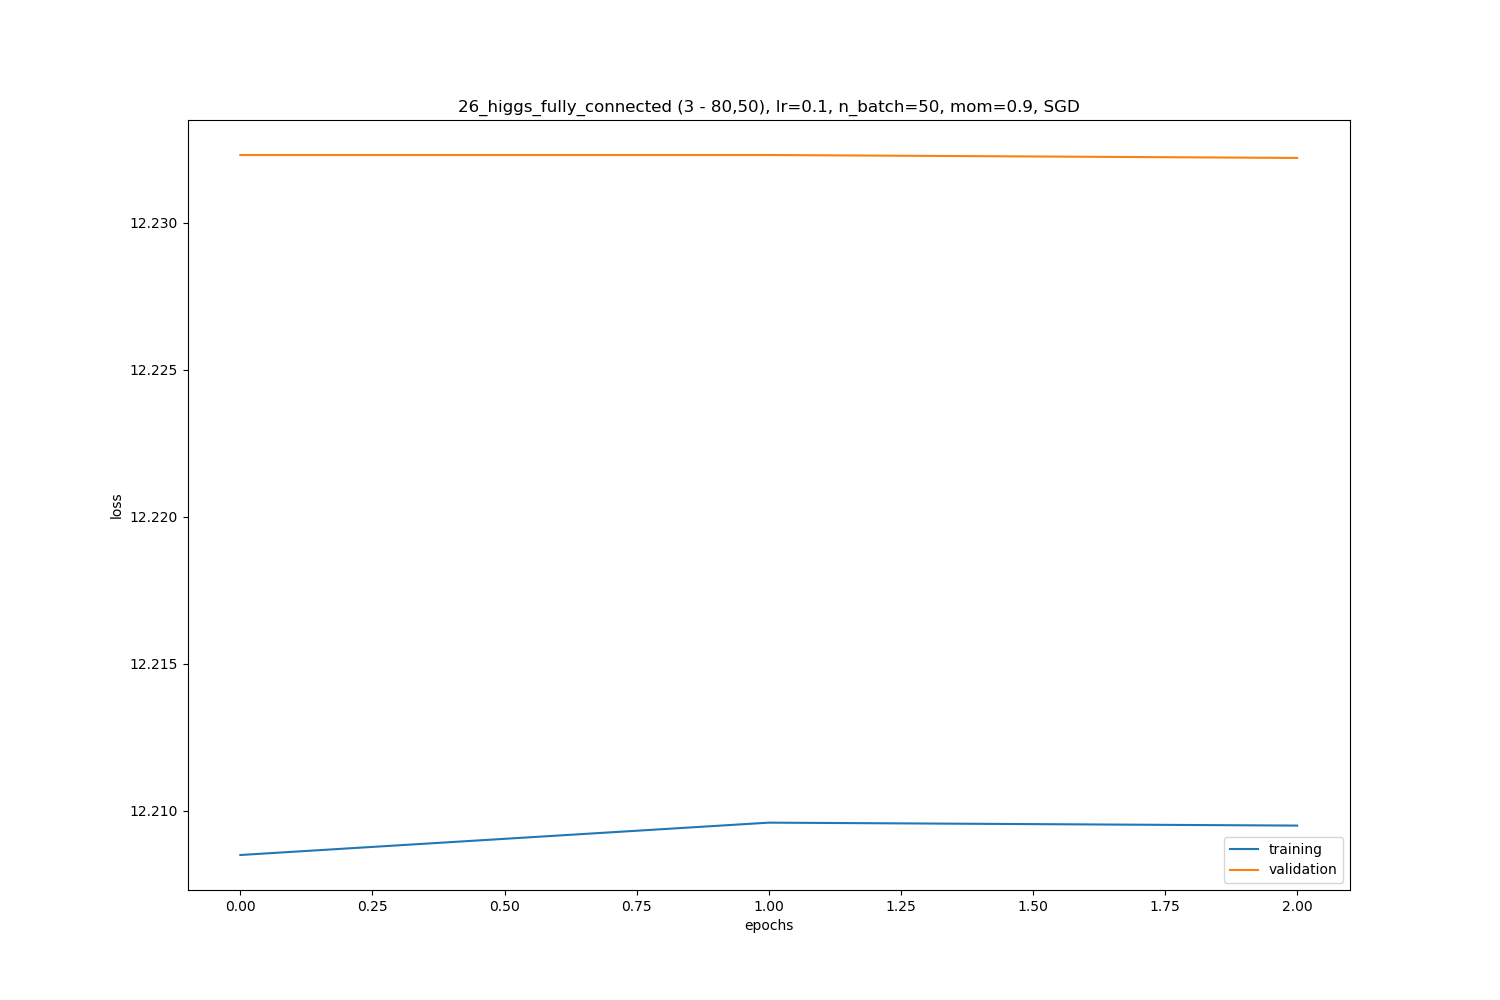 26_higgs_fully_connected (3 - 80,50), lr=0.1, n_batch=50, mom=0.9, SGD
12.230
12.225
12.220
12.215
12.210
loss
0.00 0.25 0.50 0.75 1.00 1.25 1.50 1.75 2.00
epochs
training
validation